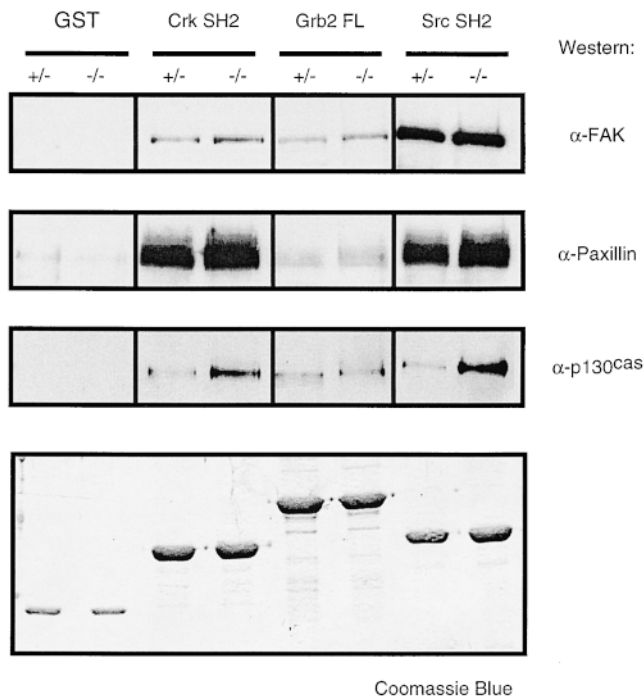 GST Crk SH2 Grb2 FL Src SH2
Western:
+/- -/- +/- -/- +/- -/- +/- -/-
α-FAK
α-Paxillin
α-p130cas
Coomassie Blue